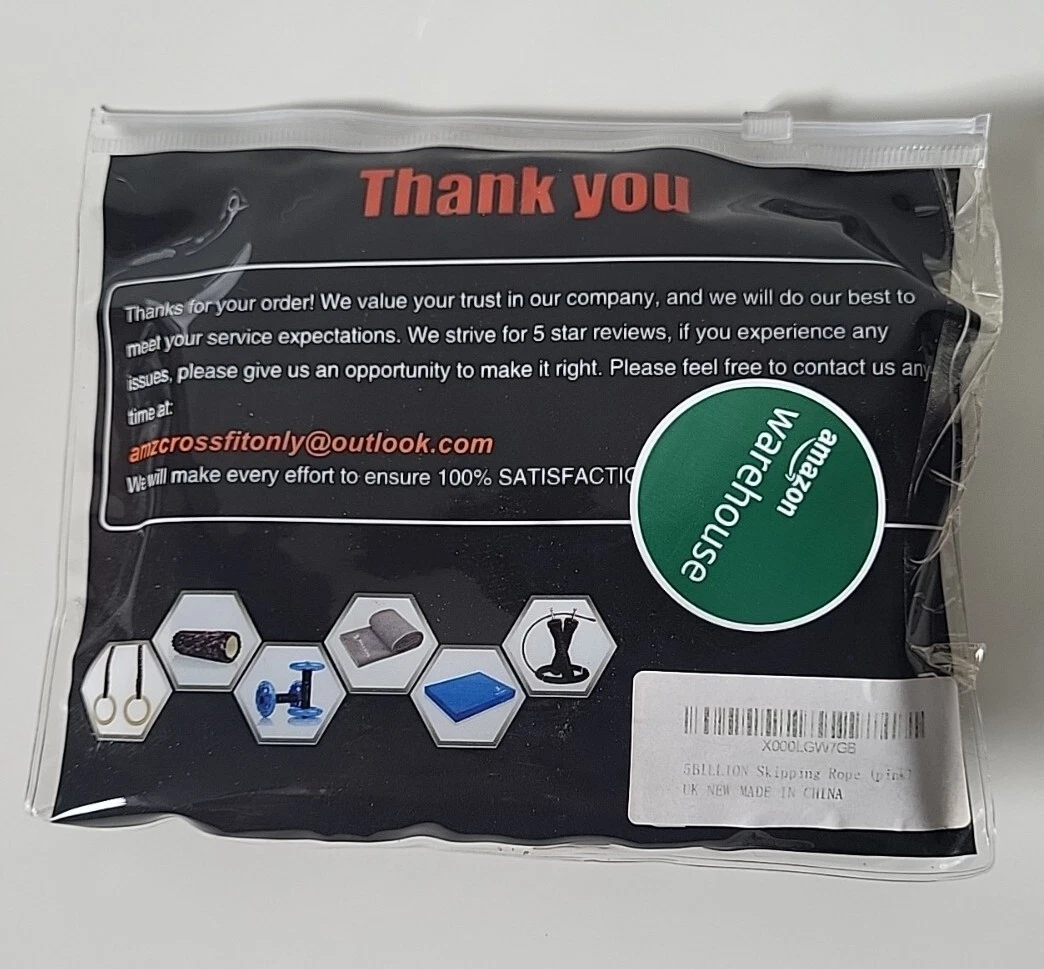 Thank you
Thanks for your order! We value your trust in our company, and we will do our best to
meet your service expectations. We strive for 5 star reviews, if you experience any
issues, please give us an opportunity to make it right. Please feel free to contact us any
time at:
amzcrossfitonly@outlook.com
We will make every effort to ensure 100% SATISFACTIO
amazon
warehouse
X000LGW7GB
5BILLION Skipping Rope (pink)
UK NEW MADE IN CHINA